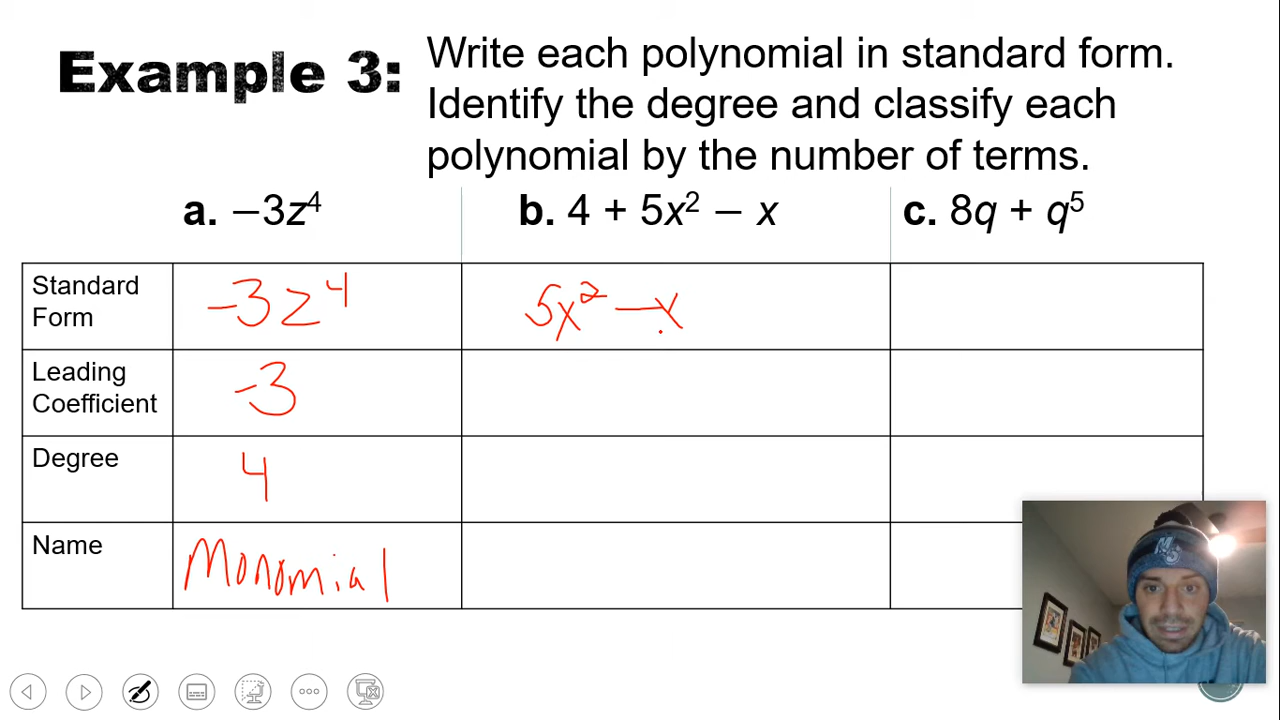 Example 3:
Write each polynomial in standard form.
Identify the degree and classify each
polynomial by the number of terms.
a. −3z⁴
b. 4 + 5x² − x
c. 8q + q⁵
Standard
Form
-3z⁴
5x² − x
Leading
Coefficient
-3
Degree
4
Name
Monomial